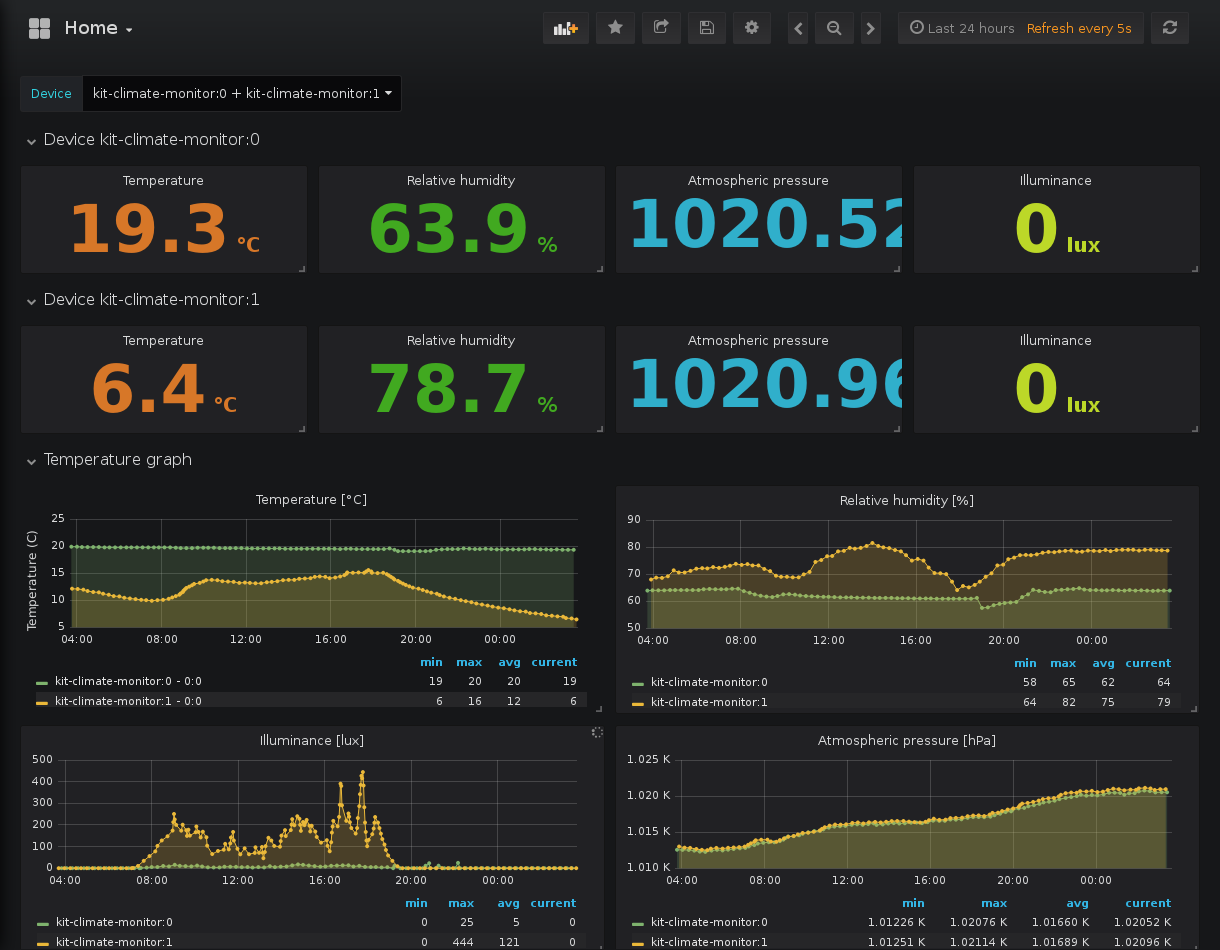 Home
Last 24 hours Refresh every 5s
Device kit-climate-monitor:0 + kit-climate-monitor:1
Device kit-climate-monitor:0
Temperature Relative humidity Atmospheric pressure Illuminance
19.3 °C 63.9 % 1020.52 0 lux
Device kit-climate-monitor:1
Temperature Relative humidity Atmospheric pressure Illuminance
6.4 °C 78.7 % 1020.96 0 lux
Temperature graph
Temperature [°C]
Temperature (C)
25
20
15
10
5
04:00 08:00 12:00 16:00 20:00 00:00
min max avg current
kit-climate-monitor:0 - 0:0 19 20 20 19
kit-climate-monitor:1 - 0:0 6 16 12 6
Relative humidity [%]
90
80
70
60
50
04:00 08:00 12:00 16:00 20:00 00:00
min max avg current
kit-climate-monitor:0 58 65 62 64
kit-climate-monitor:1 64 82 75 79
Illuminance [lux]
500
400
300
200
100
0
04:00 08:00 12:00 16:00 20:00 00:00
min max avg current
kit-climate-monitor:0 0 25 5 0
kit-climate-monitor:1 0 444 121 0
Atmospheric pressure [hPa]
1.025 K
1.020 K
1.015 K
1.010 K
04:00 08:00 12:00 16:00 20:00 00:00
min max avg current
kit-climate-monitor:0 1.01226 K 1.02076 K 1.01660 K 1.02052 K
kit-climate-monitor:1 1.01251 K 1.02114 K 1.01689 K 1.02096 K